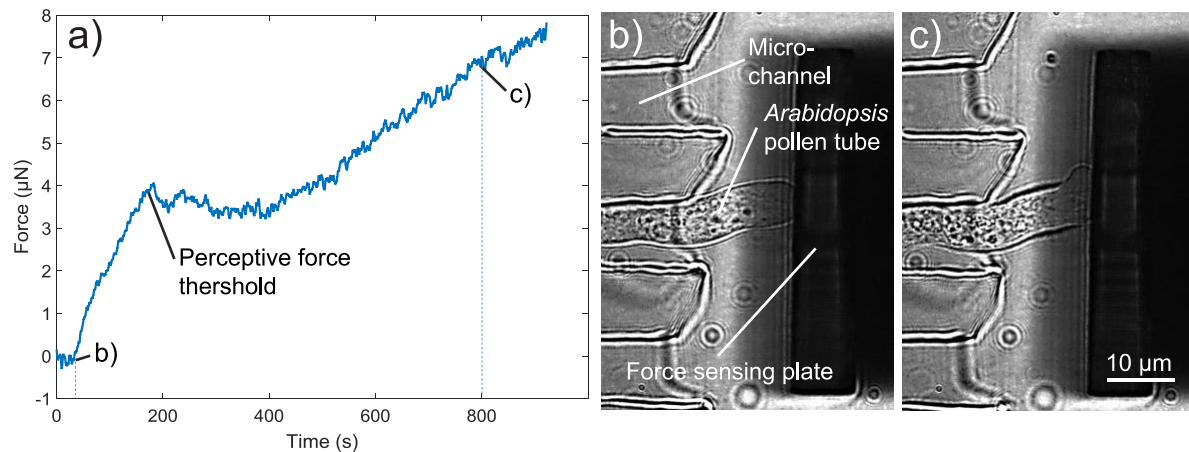 a)
8
7
6
5
4
3
2
1
0
-1
Force (µN)
0
200
400
600
800
Time (s)
Perceptive force
thershold
b)
c)
b)
Micro-
channel
Arabidopsis
pollen tube
Force sensing plate
c)
10 µm